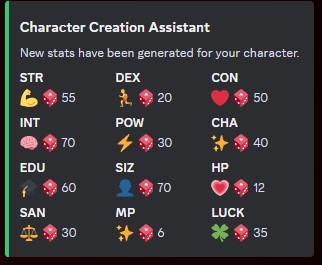 Character Creation Assistant
New stats have been generated for your character.
STR DEX CON
55 20 50
INT POW CHA
70 30 40
EDU SIZ HP
60 70 12
SAN MP LUCK
30 6 35